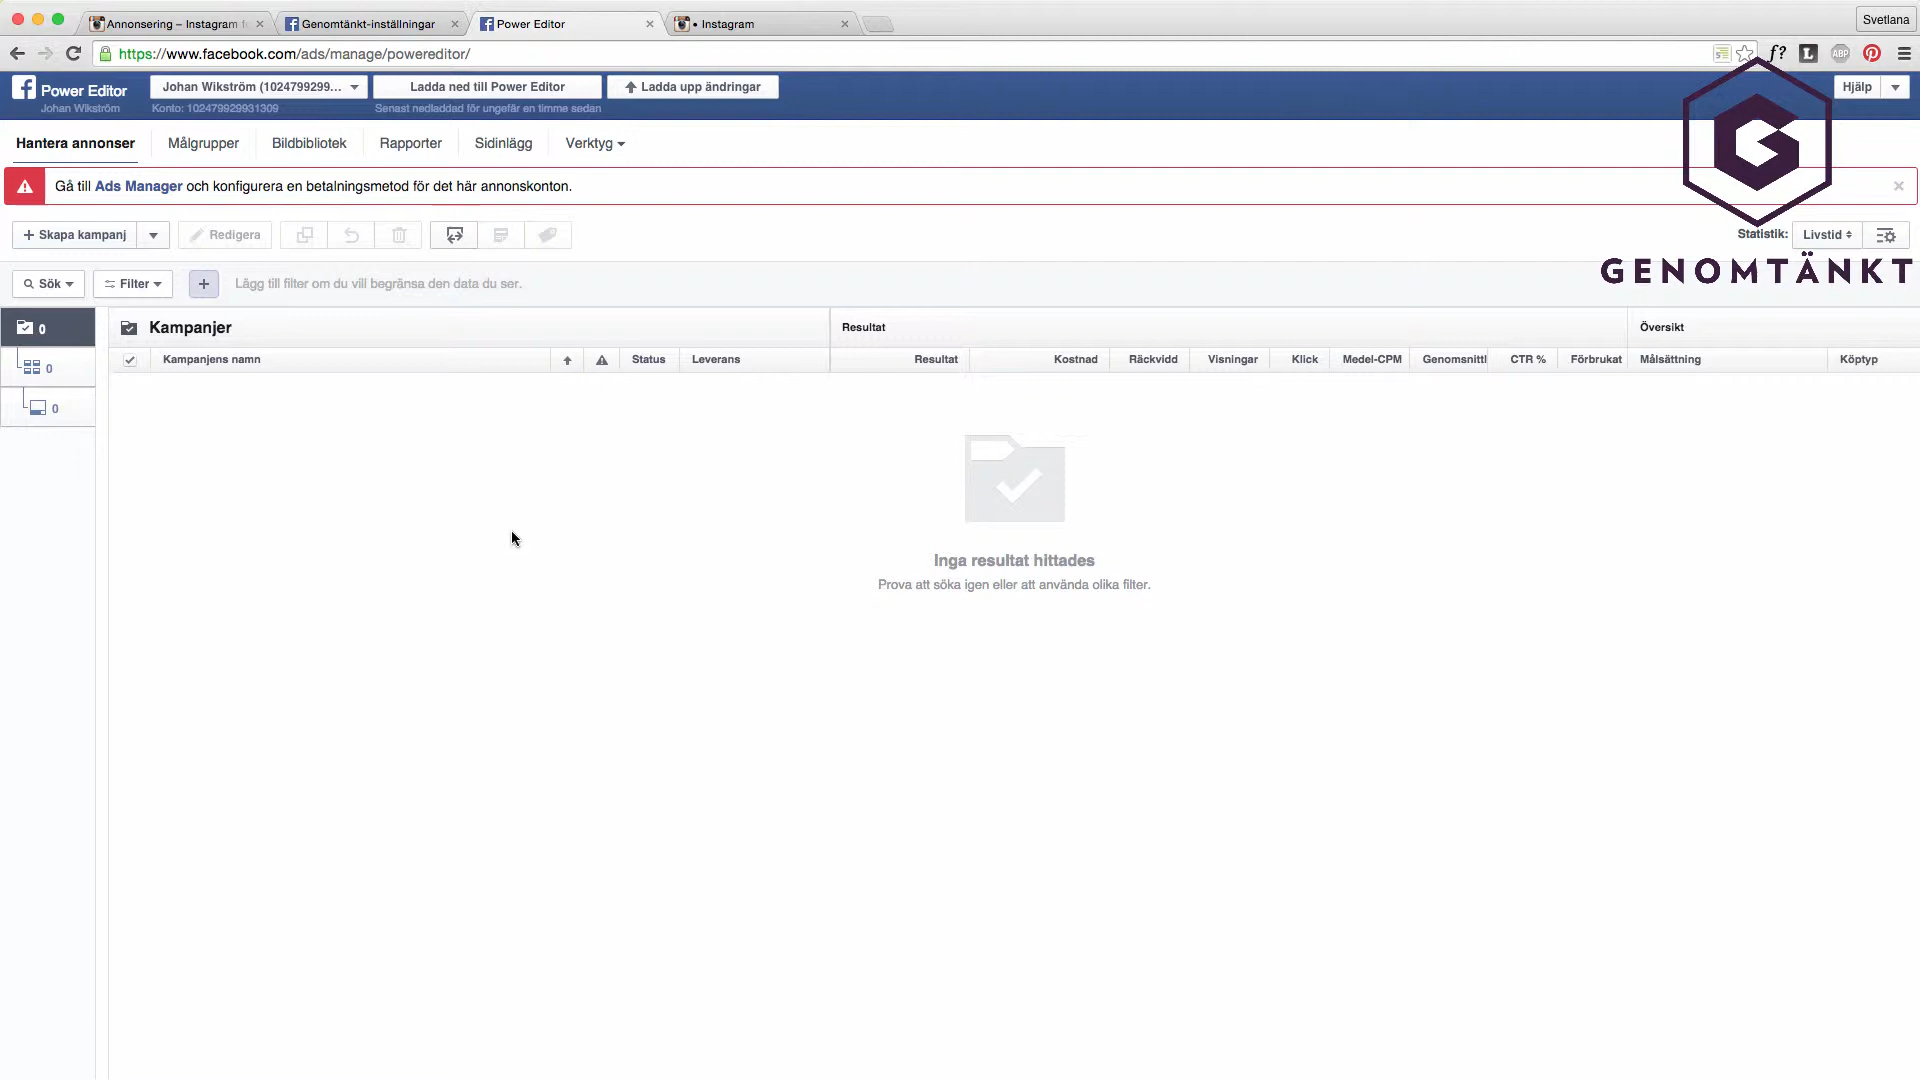 Annonsering – Instagram f
Genomtänkt-inställningar
Power Editor
• Instagram
Svetlana
https://www.facebook.com/ads/manage/powereditor/
f?
L
ABP
Power Editor
Johan Wikström
Johan Wikström (1024799299...
Konto: 102479929931309
Ladda ned till Power Editor
Senast nedladdad för ungefär en timme sedan
Ladda upp ändringar
Hjälp
Hantera annonser
Målgrupper
Bildbibliotek
Rapporter
Sidinlägg
Verktyg
Gå till Ads Manager och konfigurera en betalningsmetod för det här annonskonton.
+ Skapa kampanj
Redigera
Statistik:
Livstid
GENOMTÄNKT
Sök
Filter
+
Lägg till filter om du vill begränsa den data du ser.
0
0
0
Kampanjer
Resultat
Översikt
Kampanjens namn
Status
Leverans
Resultat
Kostnad
Räckvidd
Visningar
Klick
Medel-CPM
Genomsnittl
CTR %
Förbrukat
Målsättning
Köptyp
Inga resultat hittades
Prova att söka igen eller att använda olika filter.